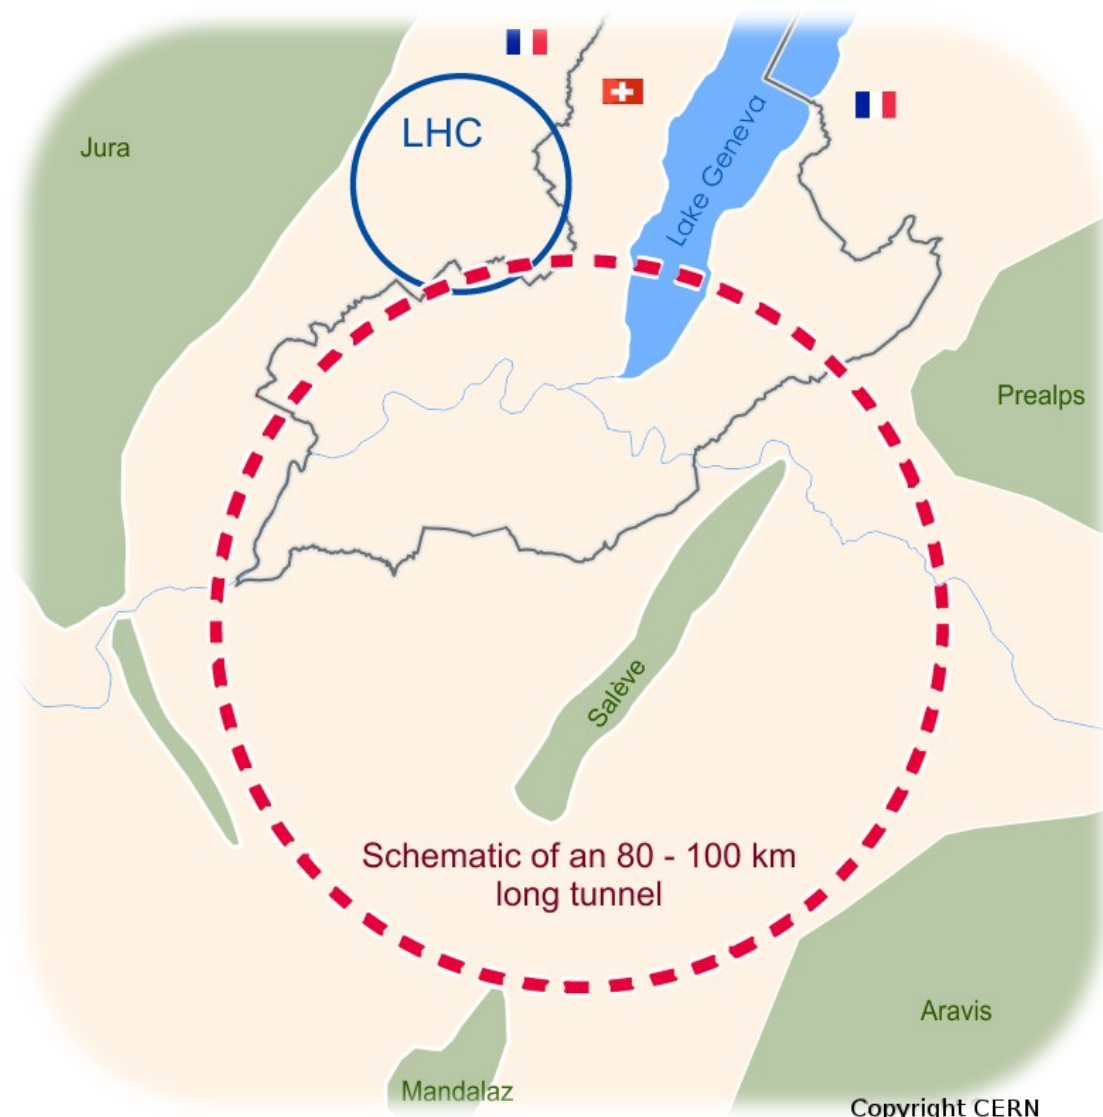 LHC
Jura
Lake Geneva
Prealps
Salève
Schematic of an 80 - 100 km
long tunnel
Aravis
Mandalaz
Copyright CERN